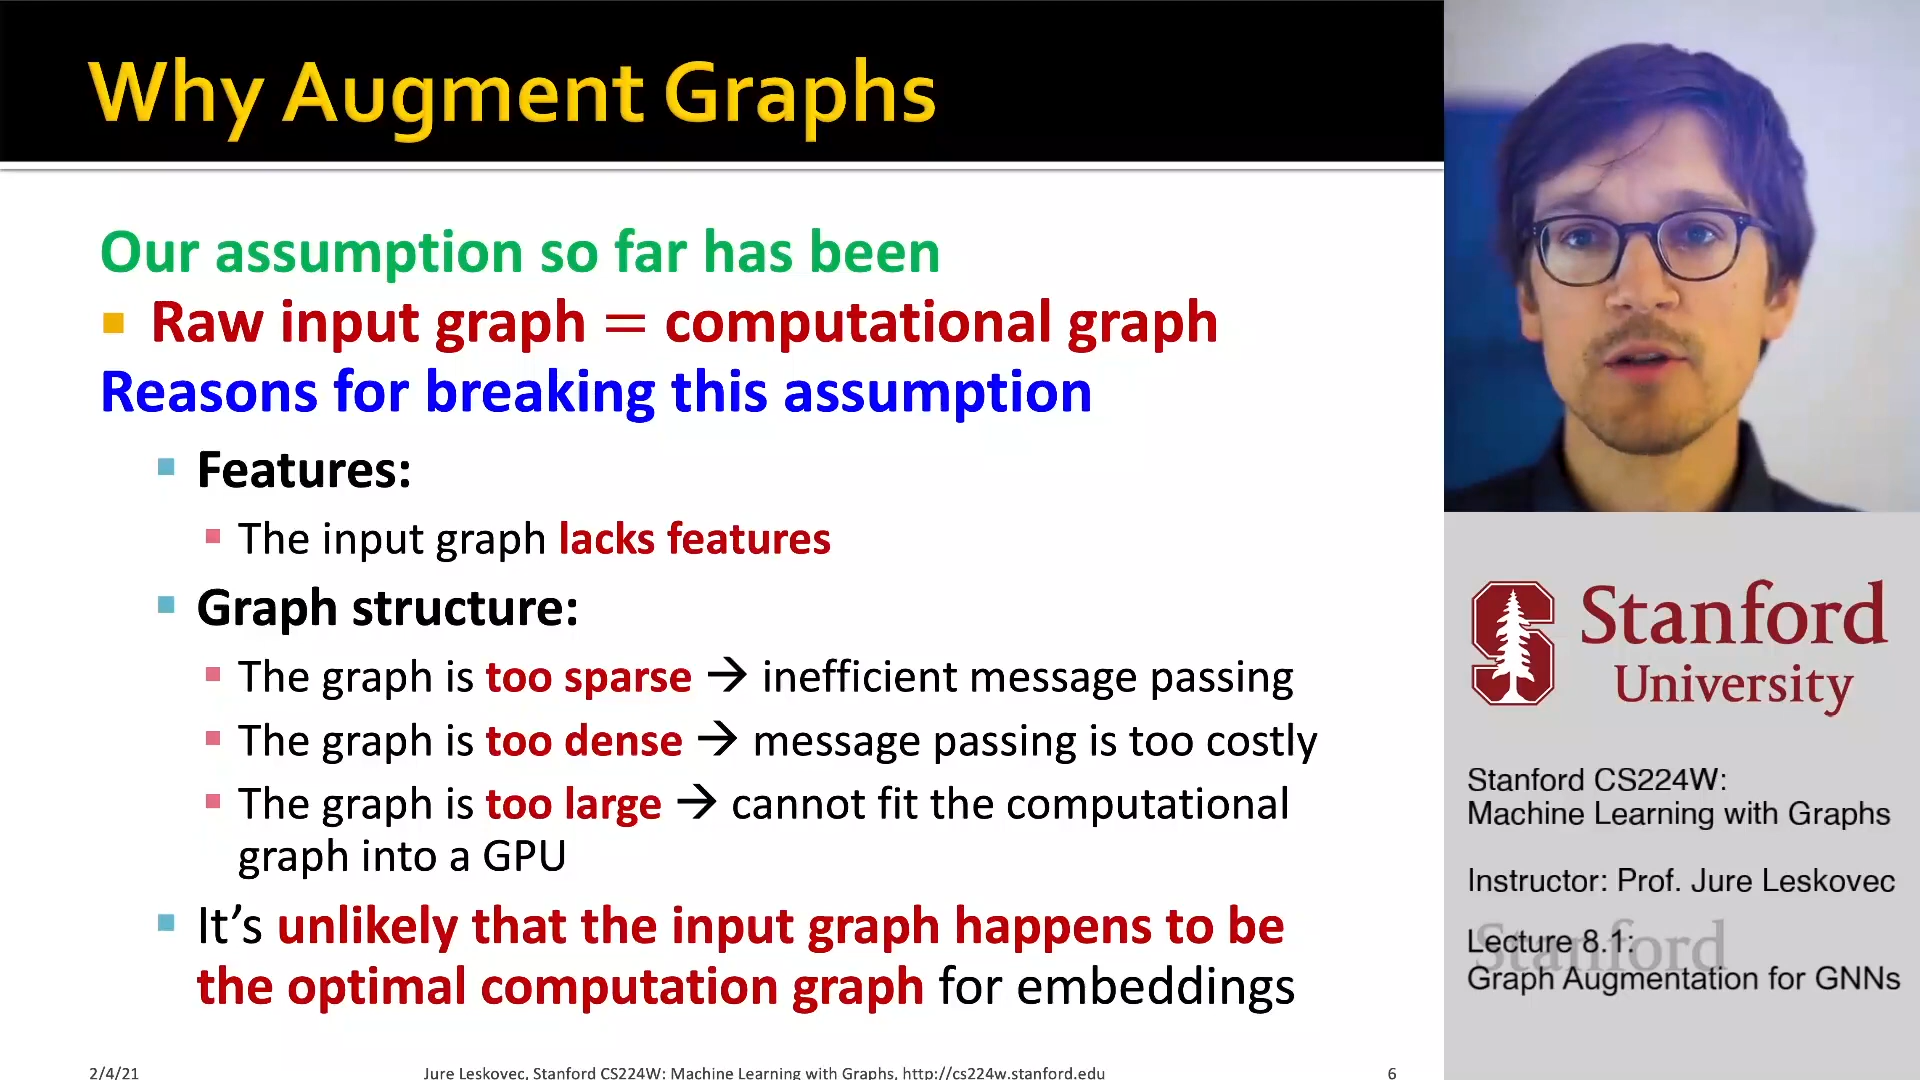 Why Augment Graphs
Our assumption so far has been
Raw input graph = computational graph
Reasons for breaking this assumption
Features:
The input graph lacks features
Graph structure:
The graph is too sparse → inefficient message passing
The graph is too dense → message passing is too costly
The graph is too large → cannot fit the computational
graph into a GPU
It's unlikely that the input graph happens to be
the optimal computation graph for embeddings
2/4/21
Jure Leskovec, Stanford CS224W: Machine Learning with Graphs, http://cs224w.stanford.edu
6
Stanford
University
Stanford CS224W:
Machine Learning with Graphs
Instructor: Prof. Jure Leskovec
Stanford
Lecture 8.1:
Graph Augmentation for GNNs